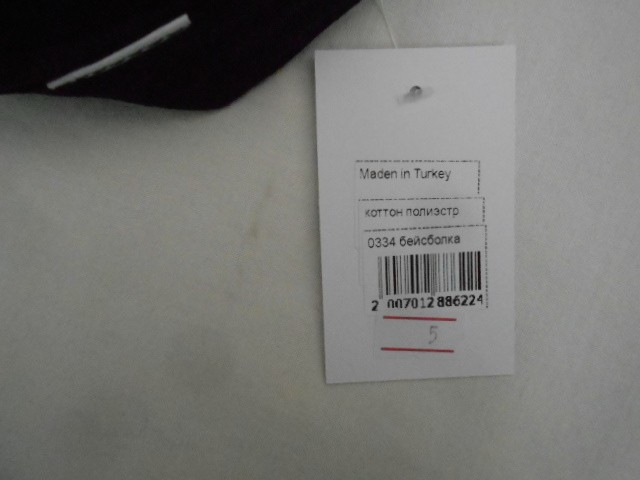 Maden in Turkey
коттон полиэстр
0334 бейсболка
2 007012 886224
5